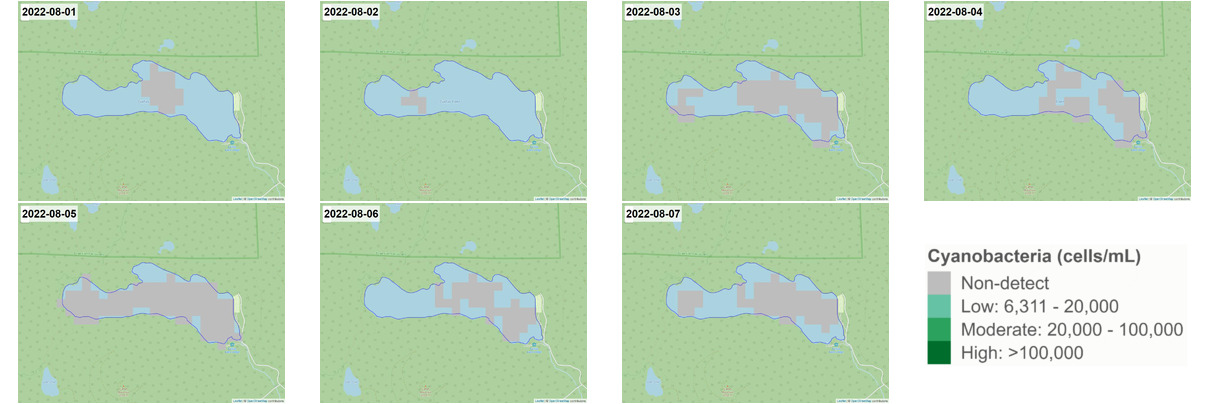 2022-08-01
2022-08-02
2022-08-03
2022-08-04
2022-08-05
2022-08-06
2022-08-07
Cyanobacteria (cells/mL)
Non-detect
Low: 6,311 - 20,000
Moderate: 20,000 - 100,000
High: >100,000